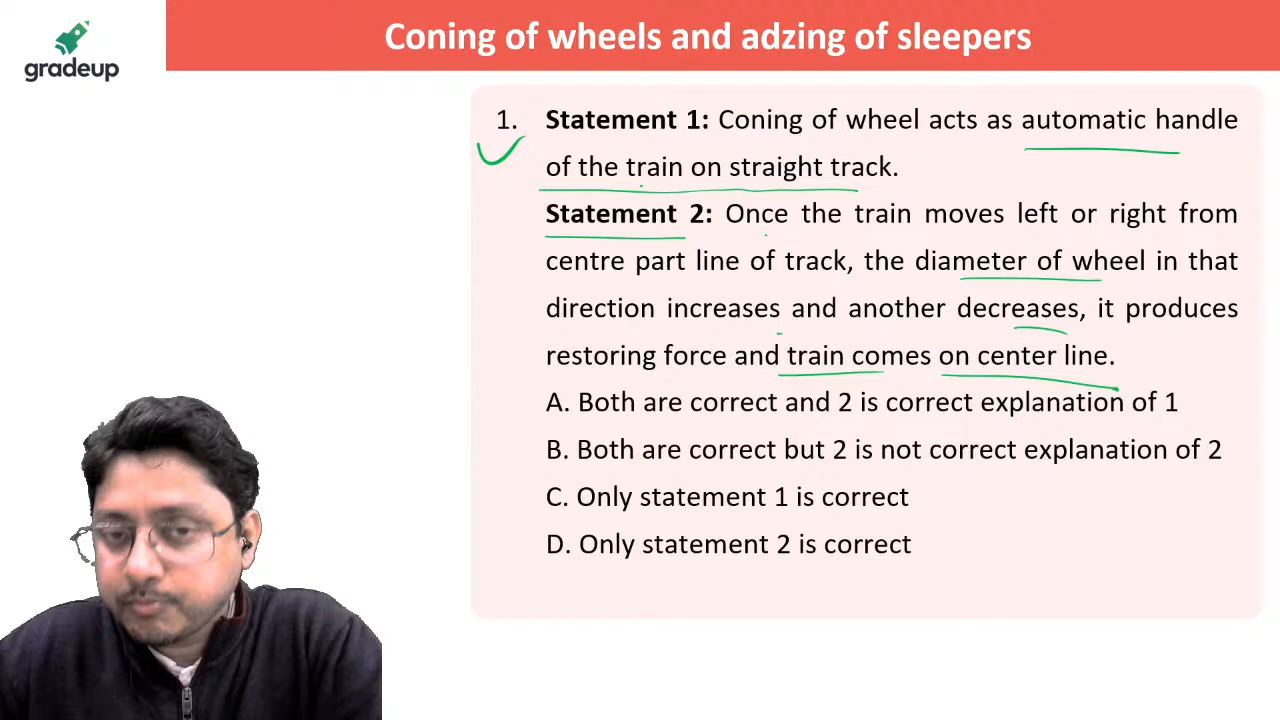 Coning of wheels and adzing of sleepers
gradeup
1. Statement 1: Coning of wheel acts as automatic handle
of the train on straight track.
Statement 2: Once the train moves left or right from
centre part line of track, the diameter of wheel in that
direction increases and another decreases, it produces
restoring force and train comes on center line.
A. Both are correct and 2 is correct explanation of 1
B. Both are correct but 2 is not correct explanation of 2
C. Only statement 1 is correct
D. Only statement 2 is correct